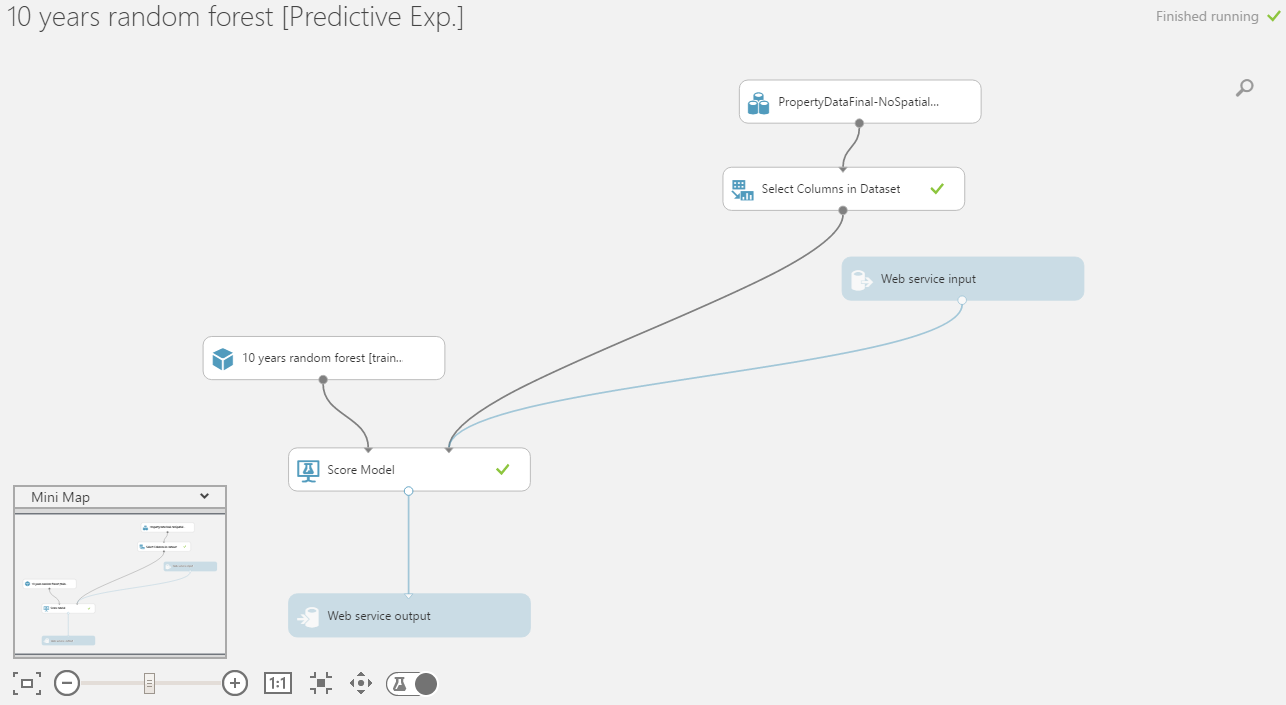 10 years random forest [Predictive Exp.]
Finished running
PropertyDataFinal-NoSpatial...
Select Columns in Dataset
Web service input
10 years random forest [train...
Score Model
Mini Map
Web service output
1:1